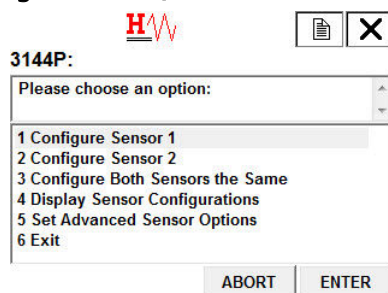 H
3144P:
Please choose an option:
1 Configure Sensor 1
2 Configure Sensor 2
3 Configure Both Sensors the Same
4 Display Sensor Configurations
5 Set Advanced Sensor Options
6 Exit
ABORT ENTER